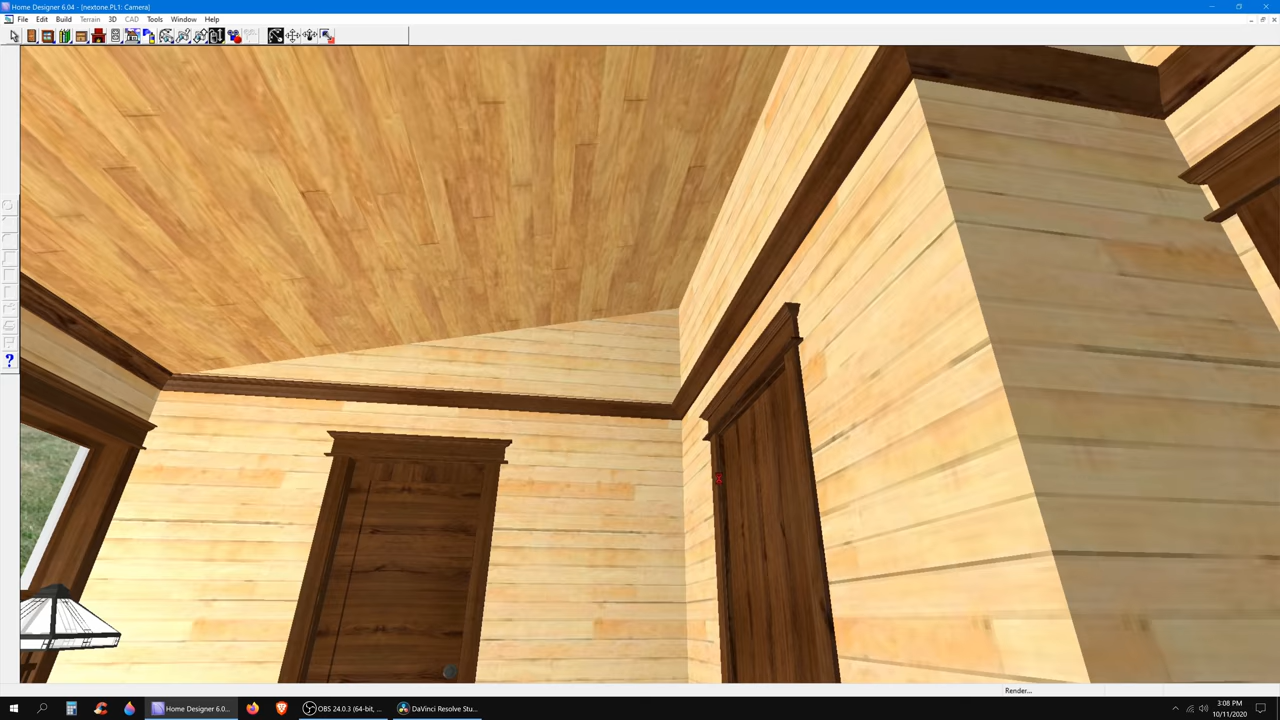 Home Designer 6.04 - [nextone.PL1: Camera]
File Edit Build Terrain 3D CAD Tools Window Help
?
Render...
Home Designer 6.0...
OBS 24.0.3 (64-bit, ...
DaVinci Resolve Stu...
3:08 PM
10/11/2020